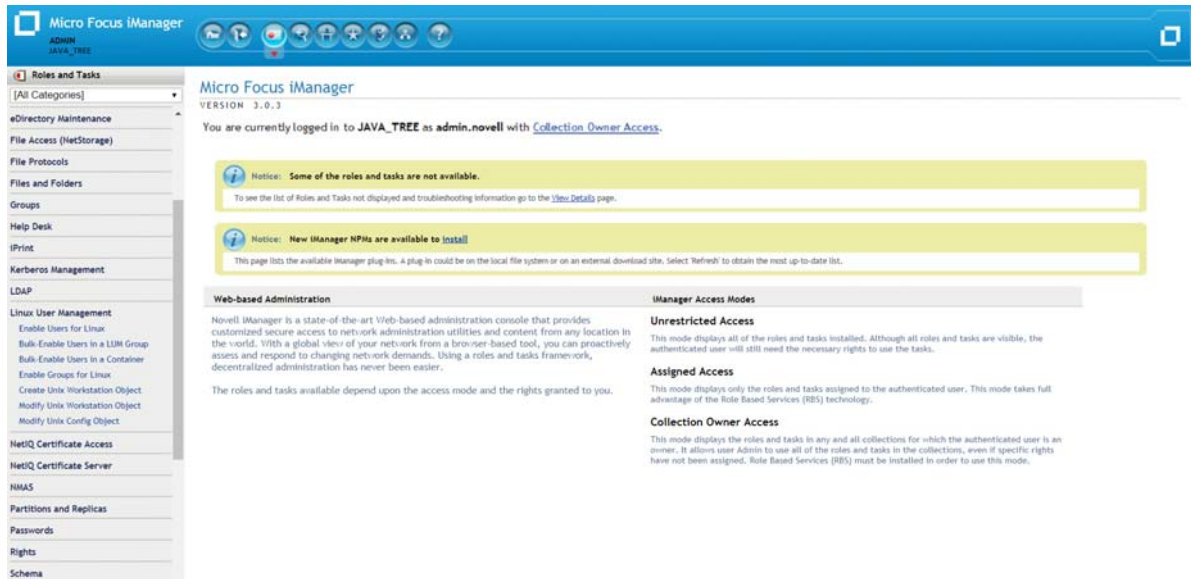 Micro Focus iManager
ADMIN
JAVA_TREE
Roles and Tasks
[All Categories]
eDirectory Maintenance
File Access (NetStorage)
File Protocols
Files and Folders
Groups
Help Desk
iPrint
Kerberos Management
LDAP
Linux User Management
Enable Users for Linux
Bulk-Enable Users in a LUM Group
Bulk-Enable Users in a Container
Enable Groups for Linux
Create Unix Workstation Object
Modify Unix Workstation Object
Modify Unix Config Object
NetIQ Certificate Access
NetIQ Certificate Server
NMAS
Partitions and Replicas
Passwords
Rights
Schema
Micro Focus iManager
VERSION 3.0.3
You are currently logged in to JAVA_TREE as admin.novell with Collection Owner Access.
Notice: Some of the roles and tasks are not available.
To see the list of Roles and Tasks not displayed and troubleshooting information go to the View Details page.
Notice: New iManager NPMs are available to install
This page lists the available iManager plug-ins. A plug-in could be on the local file system or on an external download site. Select 'Refresh' to obtain the most up-to-date list.
Web-based Administration
Novell iManager is a state-of-the-art Web-based administration console that provides
customized secure access to network administration utilities and content from any location in
the world. With a global view of your network from a browser-based tool, you can proactively
assess and respond to changing network demands. Using a roles and tasks framework,
decentralized administration has never been easier.
The roles and tasks available depend upon the access mode and the rights granted to you.
iManager Access Modes
Unrestricted Access
This mode displays all of the roles and tasks installed. Although all roles and tasks are visible, the
authenticated user will still need the necessary rights to use the tasks.
Assigned Access
This mode displays only the roles and tasks assigned to the authenticated user. This mode takes full
advantage of the Role Based Services (RBS) technology.
Collection Owner Access
This mode displays the roles and tasks in any and all collections for which the authenticated user is an
owner. It allows user Admin to use all of the roles and tasks in the collections, even if specific rights
have not been assigned. Role Based Services (RBS) must be installed in order to use this mode.